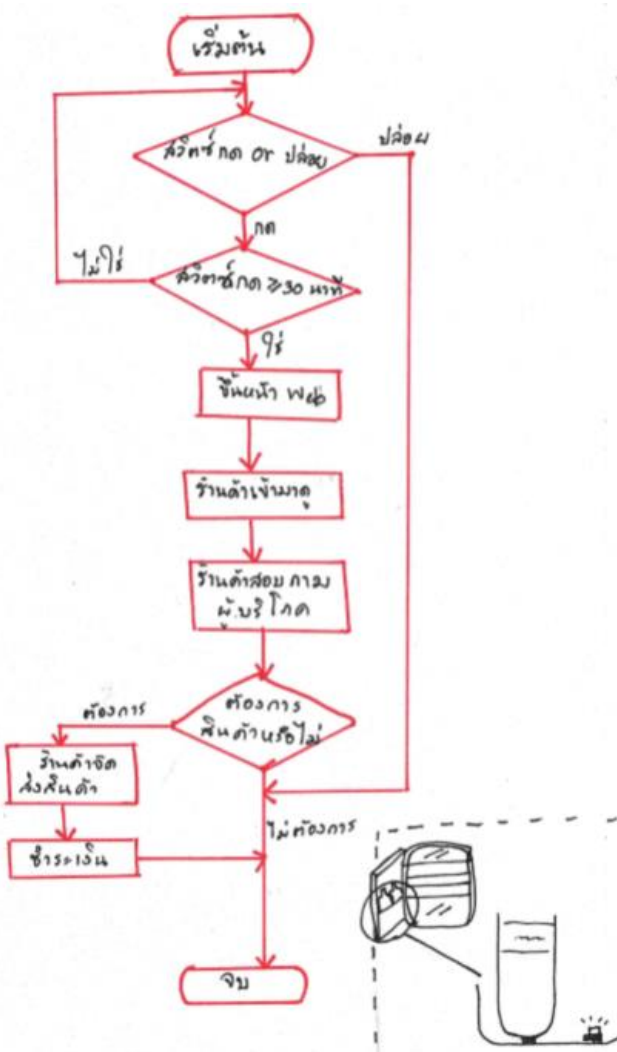 เริ่มต้น
สวิตซ์ กด or ปล่อย
ปล่อย
กด
ไม่ใช่
สวิตซ์กด ≥ 30 นาที
ใช่
ขึ้นหน้า Web
ร้านค้าเข้ามาดู
ร้านค้าสอบถาม
ผู้บริโภค
ต้องการ
ต้องการ
สินค้าหรือไม่
ร้านค้าจัด
ส่งสินค้า
ไม่ต้องการ
ชำระเงิน
จบ